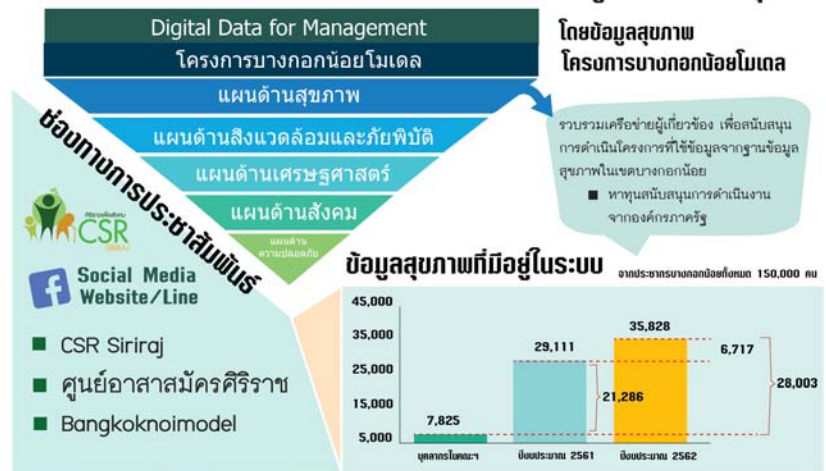 Digital Data for Management
โครงการบางกอกน้อยโมเดล
แผนด้านสุขภาพ
แผนด้านสิ่งแวดล้อมและภัยพิบัติ
แผนด้านเศรษฐศาสตร์
แผนด้านสังคม
แผนด้าน
ความปลอดภัย
โดยข้อมูลสุขภาพ
โครงการบางกอกน้อยโมเดล
รวบรวมเครือข่ายผู้เกี่ยวข้อง เพื่อสนับสนุน
การดำเนินโครงการที่ใช้ข้อมูลจากฐานข้อมูล
สุขภาพในเขตบางกอกน้อย
■ หาทุนสนับสนุนการดำเนินงาน
จากองค์กรภาครัฐ
ช่องทางการประชาสัมพันธ์
CSR
SIRIRAJ
Social Media
Website/Line
■ CSR Siriraj
■ ศูนย์อาสาสมัครศิริราช
■ Bangkoknoimodel
ข้อมูลสุขภาพที่มีอยู่ในระบบ
จากประชากรบางกอกน้อยทั้งหมด 150,000 คน
45,000
35,000
25,000
15,000
5,000
7,825
29,111
35,828
21,286
6,717
28,003
บุคลากรในคณะฯ
ปีงบประมาณ 2561
ปีงบประมาณ 2562